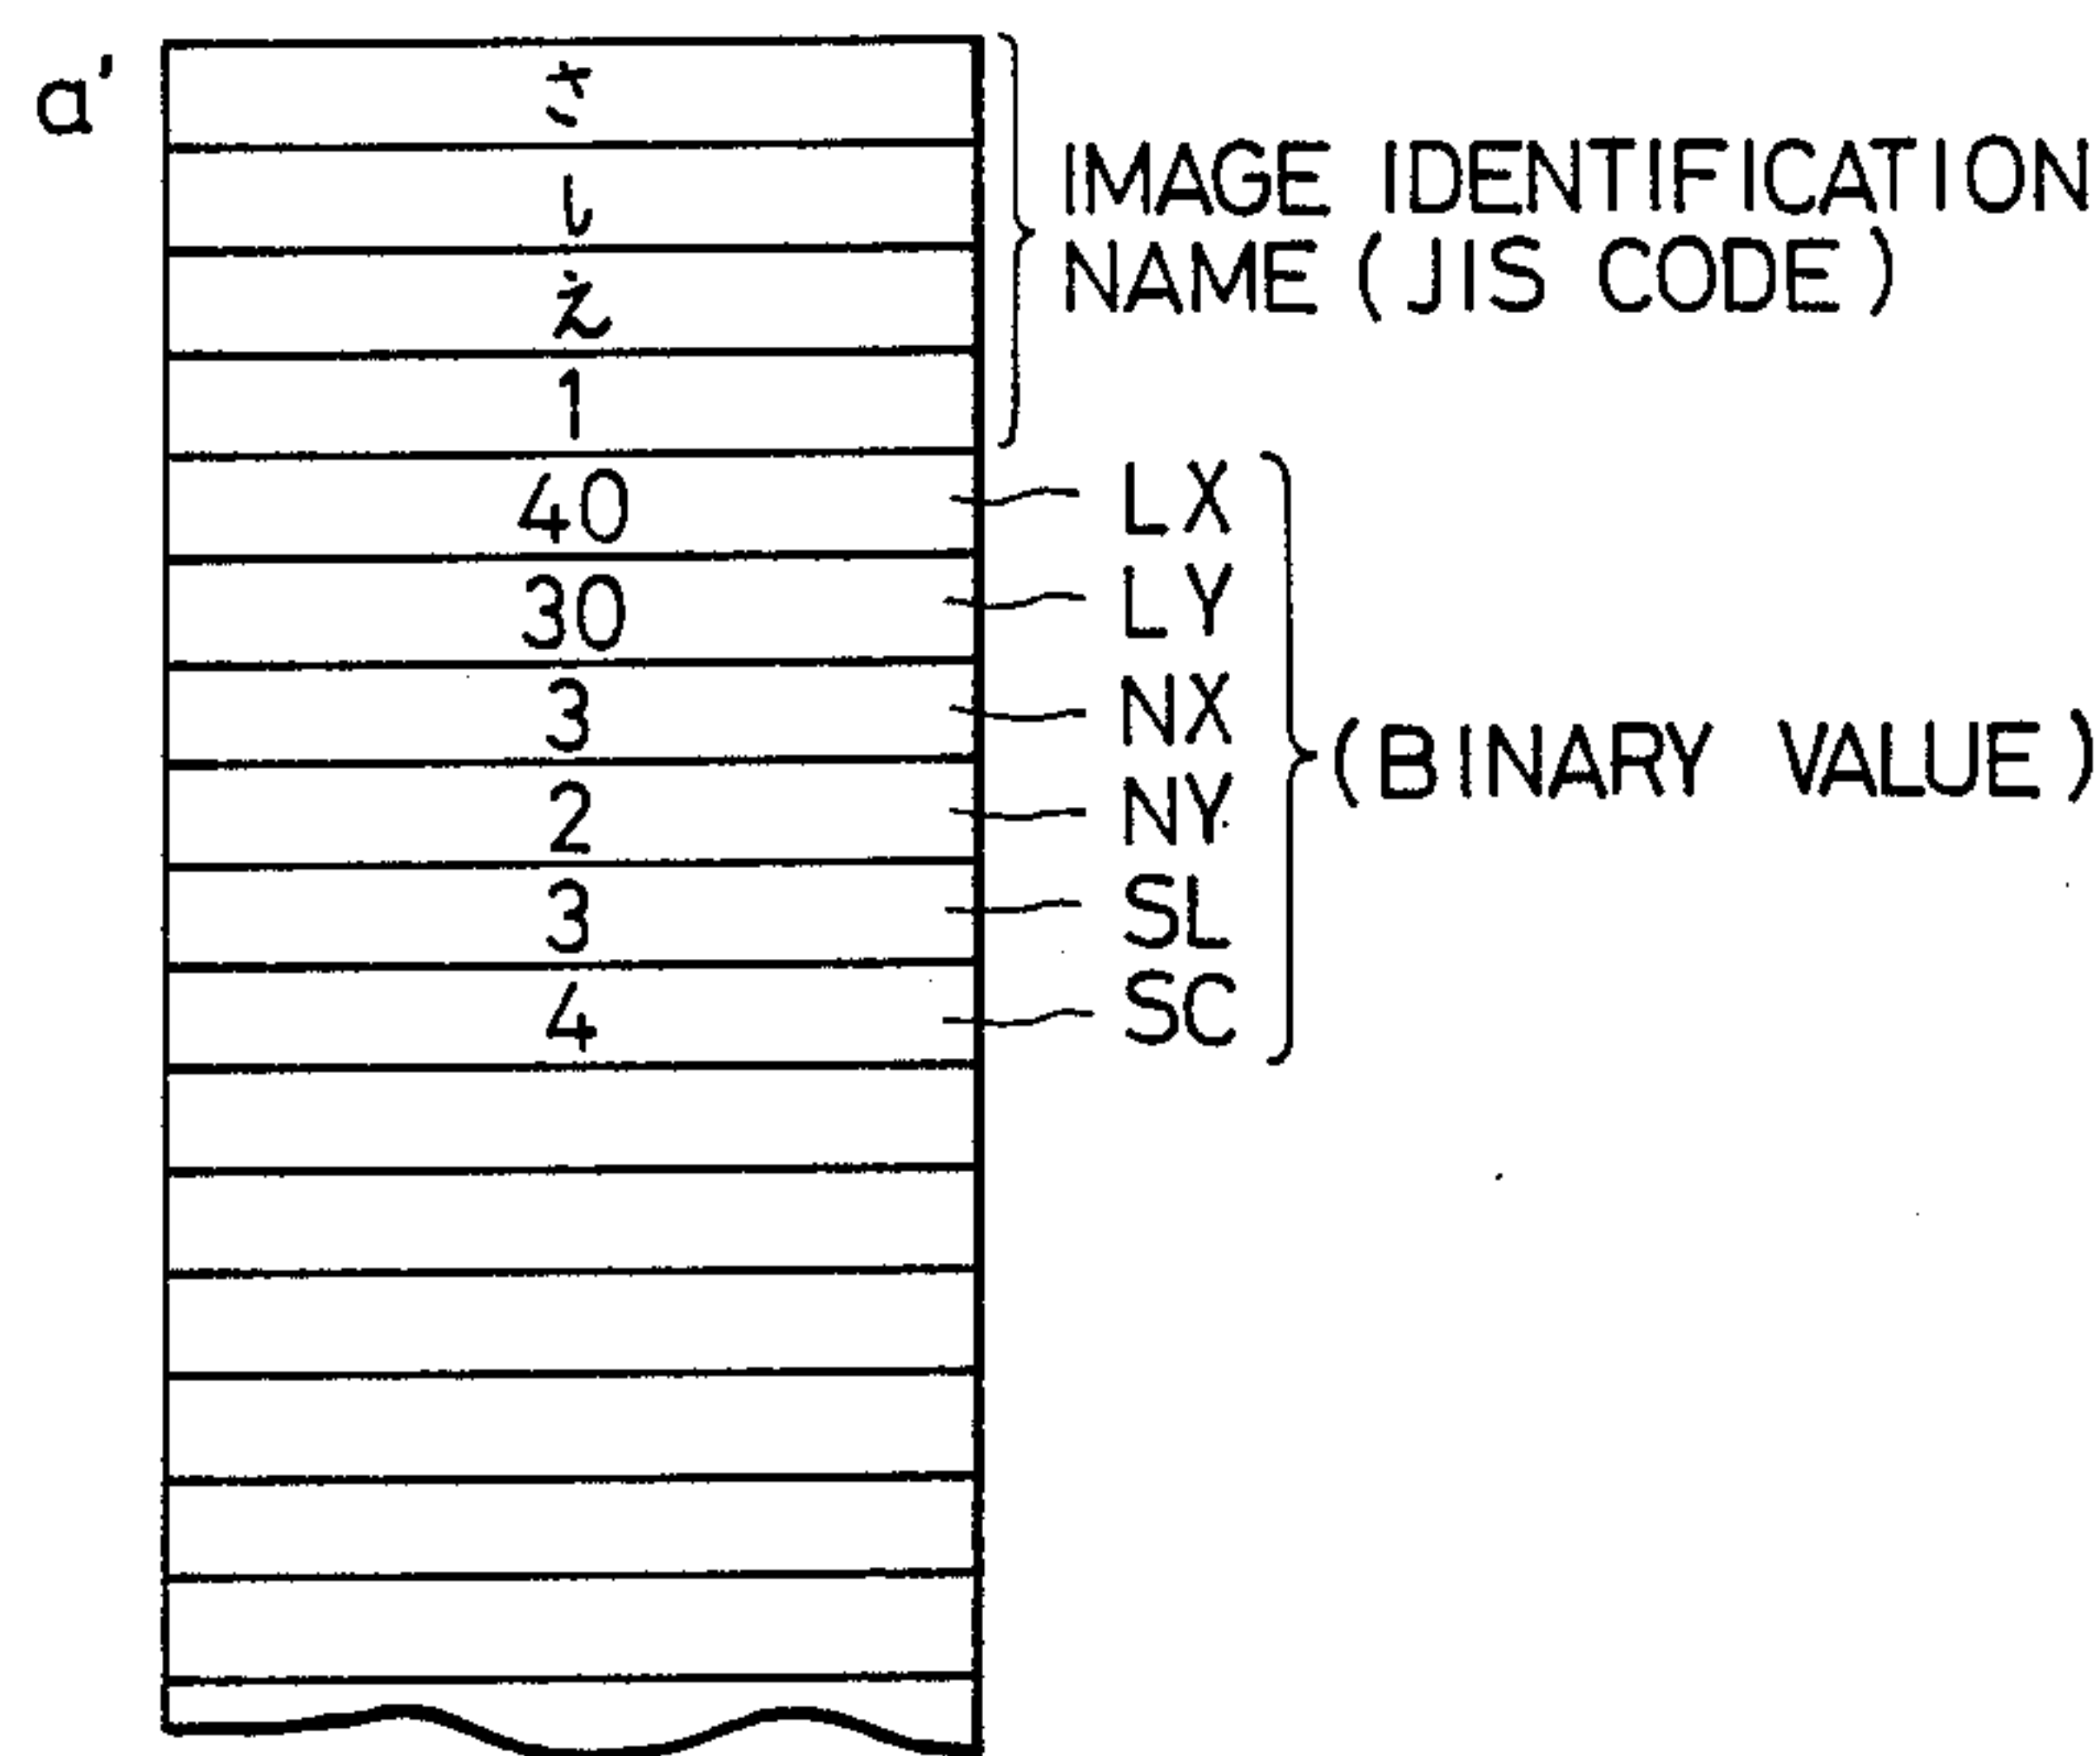 a'
さ
し
え
1
IMAGE IDENTIFICATION
NAME (JIS CODE)
40 LX
30 LY
3 NX
2 NY
(BINARY VALUE)
3 SL
4 SC